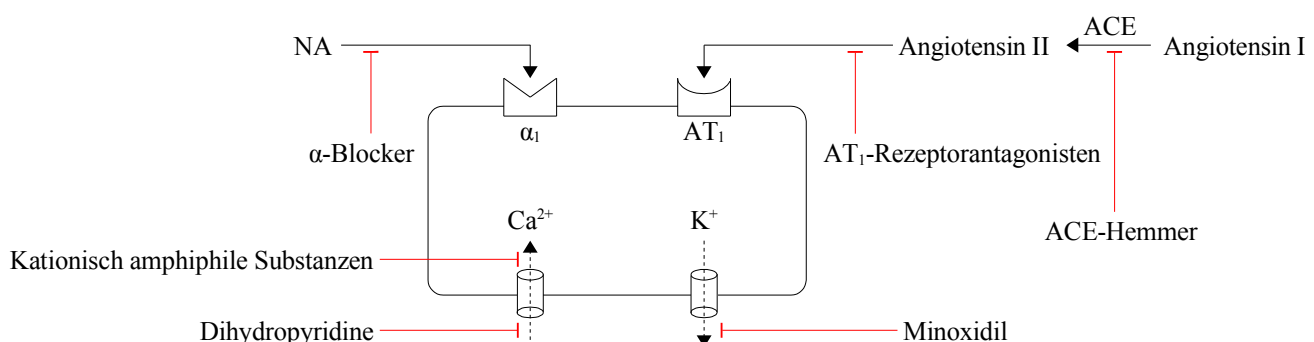 NA
Angiotensin II
ACE
Angiotensin I
α₁
AT₁
α-Blocker
AT₁-Rezeptorantagonisten
Ca²⁺
K⁺
ACE-Hemmer
Kationisch amphiphile Substanzen
Dihydropyridine
Minoxidil